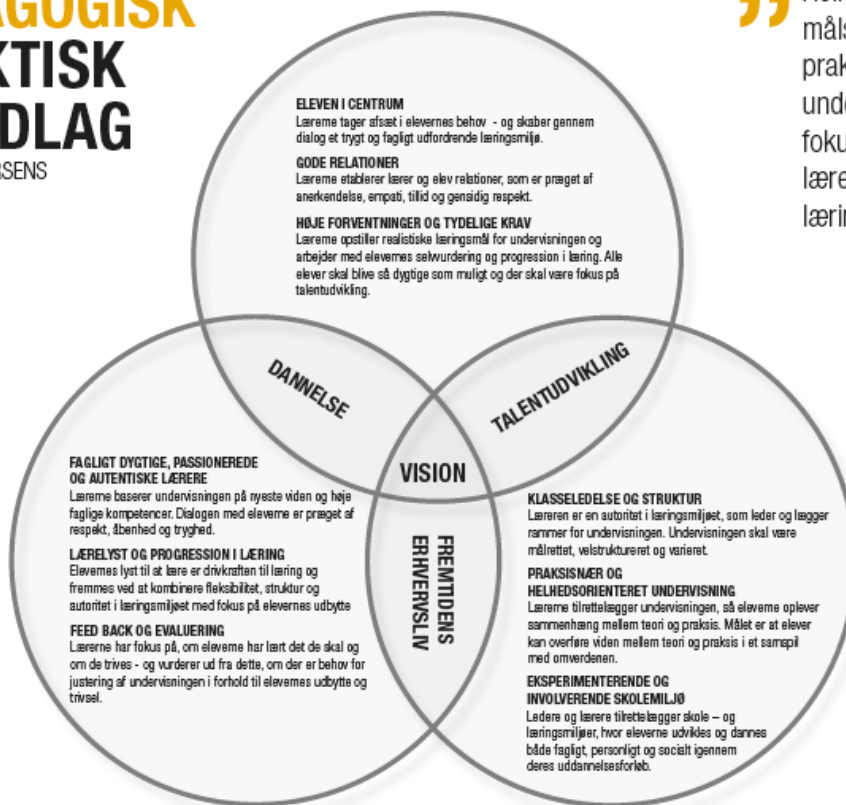 AGOGISK
KTISK
DLAG
RSENS
”
måls
prak
unde
foku
lære
lærin
ELEVEN I CENTRUM
Lærerne tager afsæt i elevernes behov - og skaber gennem
dialog et trygt og fagligt udfordrende læringsmiljø.
GODE RELATIONER
Lærerne etablerer lærer og elev relationer, som er præget af
anerkendelse, empati, tillid og gensidig respekt.
HØJE FORVENTNINGER OG TYDELIGE KRAV
Lærerne opstiller realistiske læringsmål for undervisningen og
arbejder med elevernes selvvurdering og progression i læring. Alle
elever skal blive så dygtige som muligt og der skal være fokus på
talentudvikling.
DANNELSE
TALENTUDVIKLING
VISION
FREMTIDENS
ERHVERVSLIV
FAGLIGT DYGTIGE, PASSIONEREDE
OG AUTENTISKE LÆRERE
Lærerne baserer undervisningen på nyeste viden og høje
faglige kompetencer. Dialogen med eleverne er præget af
respekt, åbenhed og tryghed.
LÆRELYST OG PROGRESSION I LÆRING
Elevernes lyst til at lære er drivkraften til læring og
fremmes ved at kombinere fleksibilitet, struktur og
autoritet i læringsmiljøet med fokus på elevernes udbytte
FEED BACK OG EVALUERING
Lærerne har fokus på, om eleverne har lært det de skal og
om de trives - og vurderer ud fra dette, om der er behov for
justering af undervisningen i forhold til elevernes udbytte og
trivsel.
KLASSELEDELSE OG STRUKTUR
Læreren er en autoritet i læringsmiljøet, som leder og lægger
rammer for undervisningen. Undervisningen skal være
målrettet, velstruktureret og varieret.
PRAKSISNÆR OG
HELHEDSORIENTERET UNDERVISNING
Lærerne tilrettelægger undervisningen, så eleverne oplever
sammenhæng mellem teori og praksis. Målet er at elever
kan overføre viden mellem teori og praksis i et samspil
med omverdenen.
EKSPERIMENTERENDE OG
INVOLVERENDE SKOLEMILJØ
Ledere og lærere tilrettelægger skole – og
læringsmiljøer, hvor eleverne udvikles og dannes
både fagligt, personligt og socialt igennem
deres uddannelsesforløb.